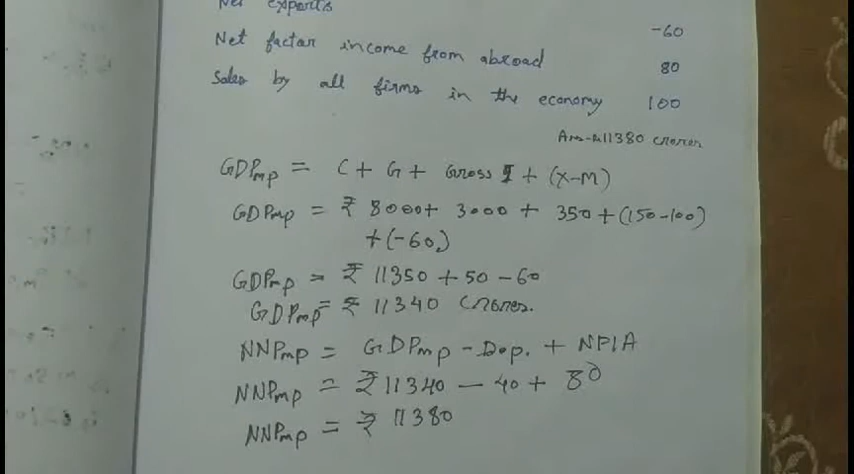 Net exports -60
Net factor income from abroad 80
Sales by all firms in the economy 100
Ans-₹11380 crores
GDPmp = C + G + Gross I + (X-M)
GDPmp = ₹ 8000+ 3000 + 350 + (150-100)
+(-60)
GDPmp = ₹ 11350 + 50 - 60
GDPmp = ₹ 11340 crores.
NNPmp = GDPmp - Dep. + NFIA
NNPmp = ₹11340 - 40 + 80
NNPmp = ₹ 11380